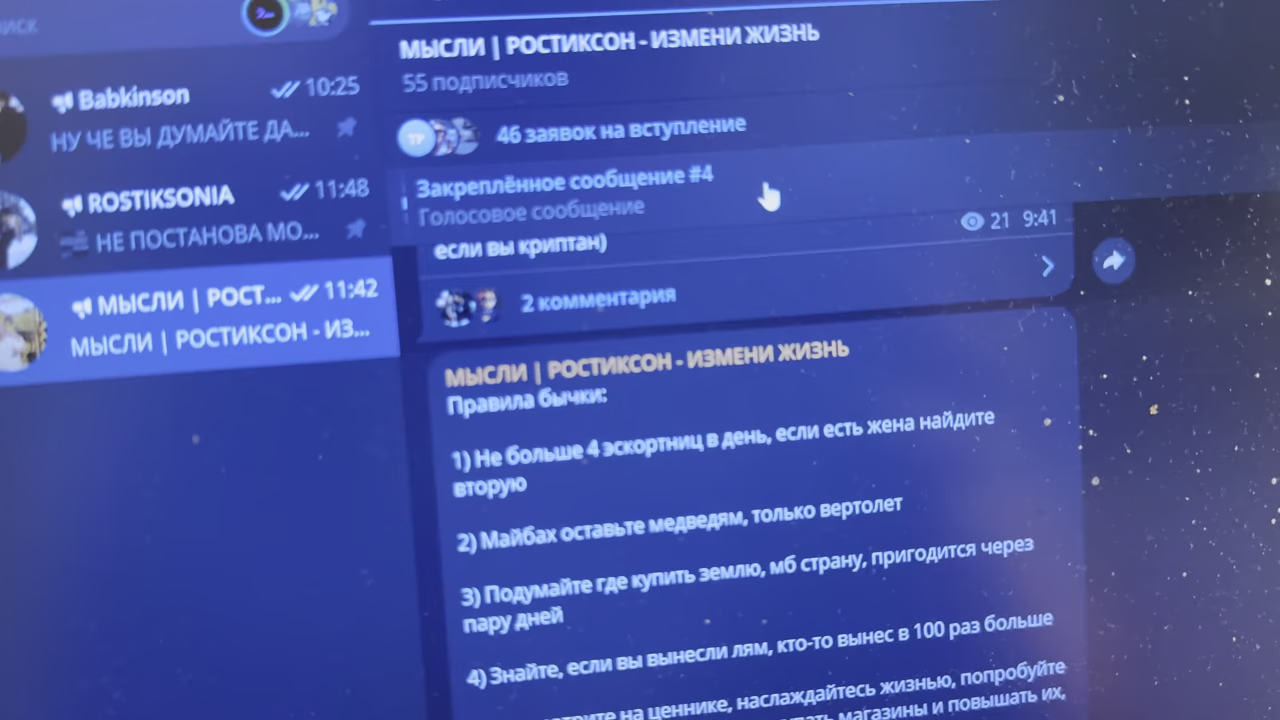 иск
Babkinson 10:25
НУ ЧЕ ВЫ ДУМАЙТЕ ДА...
ROSTIKSONIA 11:48
НЕ ПОСТАНОВА МО...
МЫСЛИ | РОСТ... 11:42
МЫСЛИ | РОСТИКСОН - ИЗ...
МЫСЛИ | РОСТИКСОН - ИЗМЕНИ ЖИЗНЬ
55 подписчиков
ТР
46 заявок на вступление
Закреплённое сообщение #4
Голосовое сообщение
если вы криптан)
21 9:41
2 комментария
МЫСЛИ | РОСТИКСОН - ИЗМЕНИ ЖИЗНЬ
Правила бычки:
1) Не больше 4 эскортниц в день, если есть жена найдите
вторую
2) Майбах оставьте медведям, только вертолет
3) Подумайте где купить землю, мб страну, пригодится через
пару дней
4) Знайте, если вы вынесли лям, кто-то вынес в 100 раз больше
на ценнике, наслаждайтесь жизнью, попробуйте
магазины и повышать их,